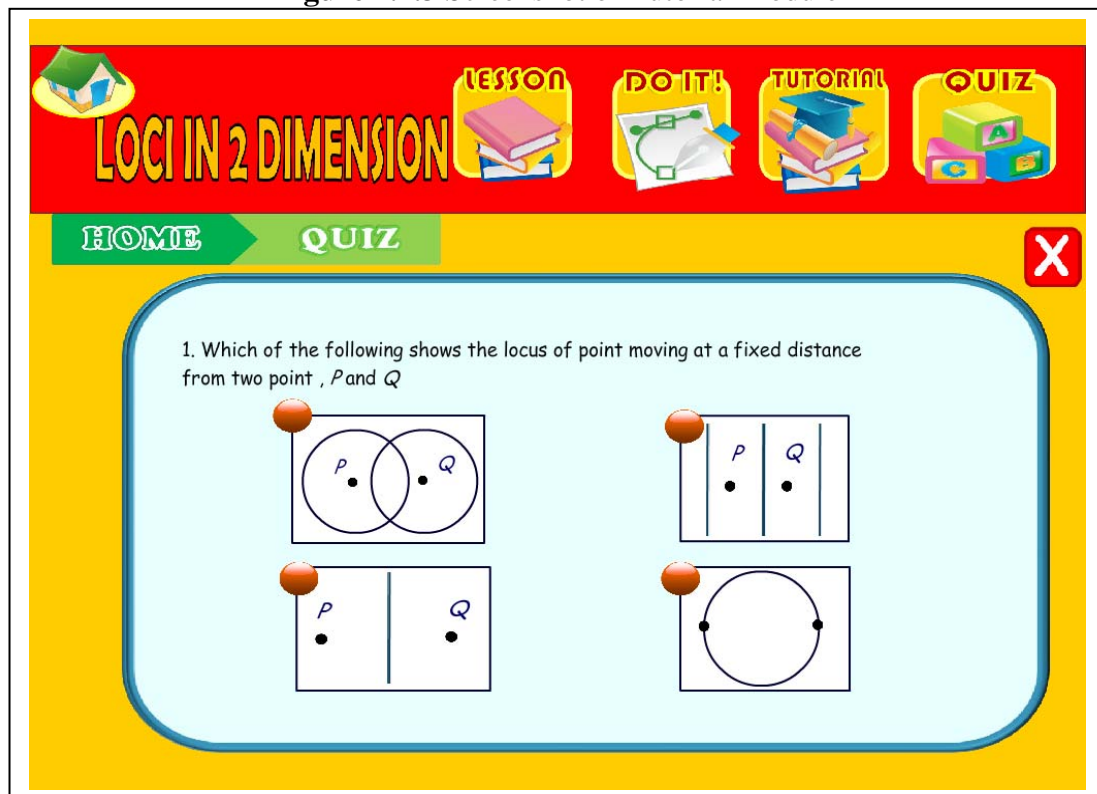 LESSON
DO IT!
TUTORIAL
QUIZ
LOCI IN 2 DIMENSION
A
C
B
HOME
QUIZ
X
1. Which of the following shows the locus of point moving at a fixed distance
from two point , P and Q
P
Q
P
Q
P
Q